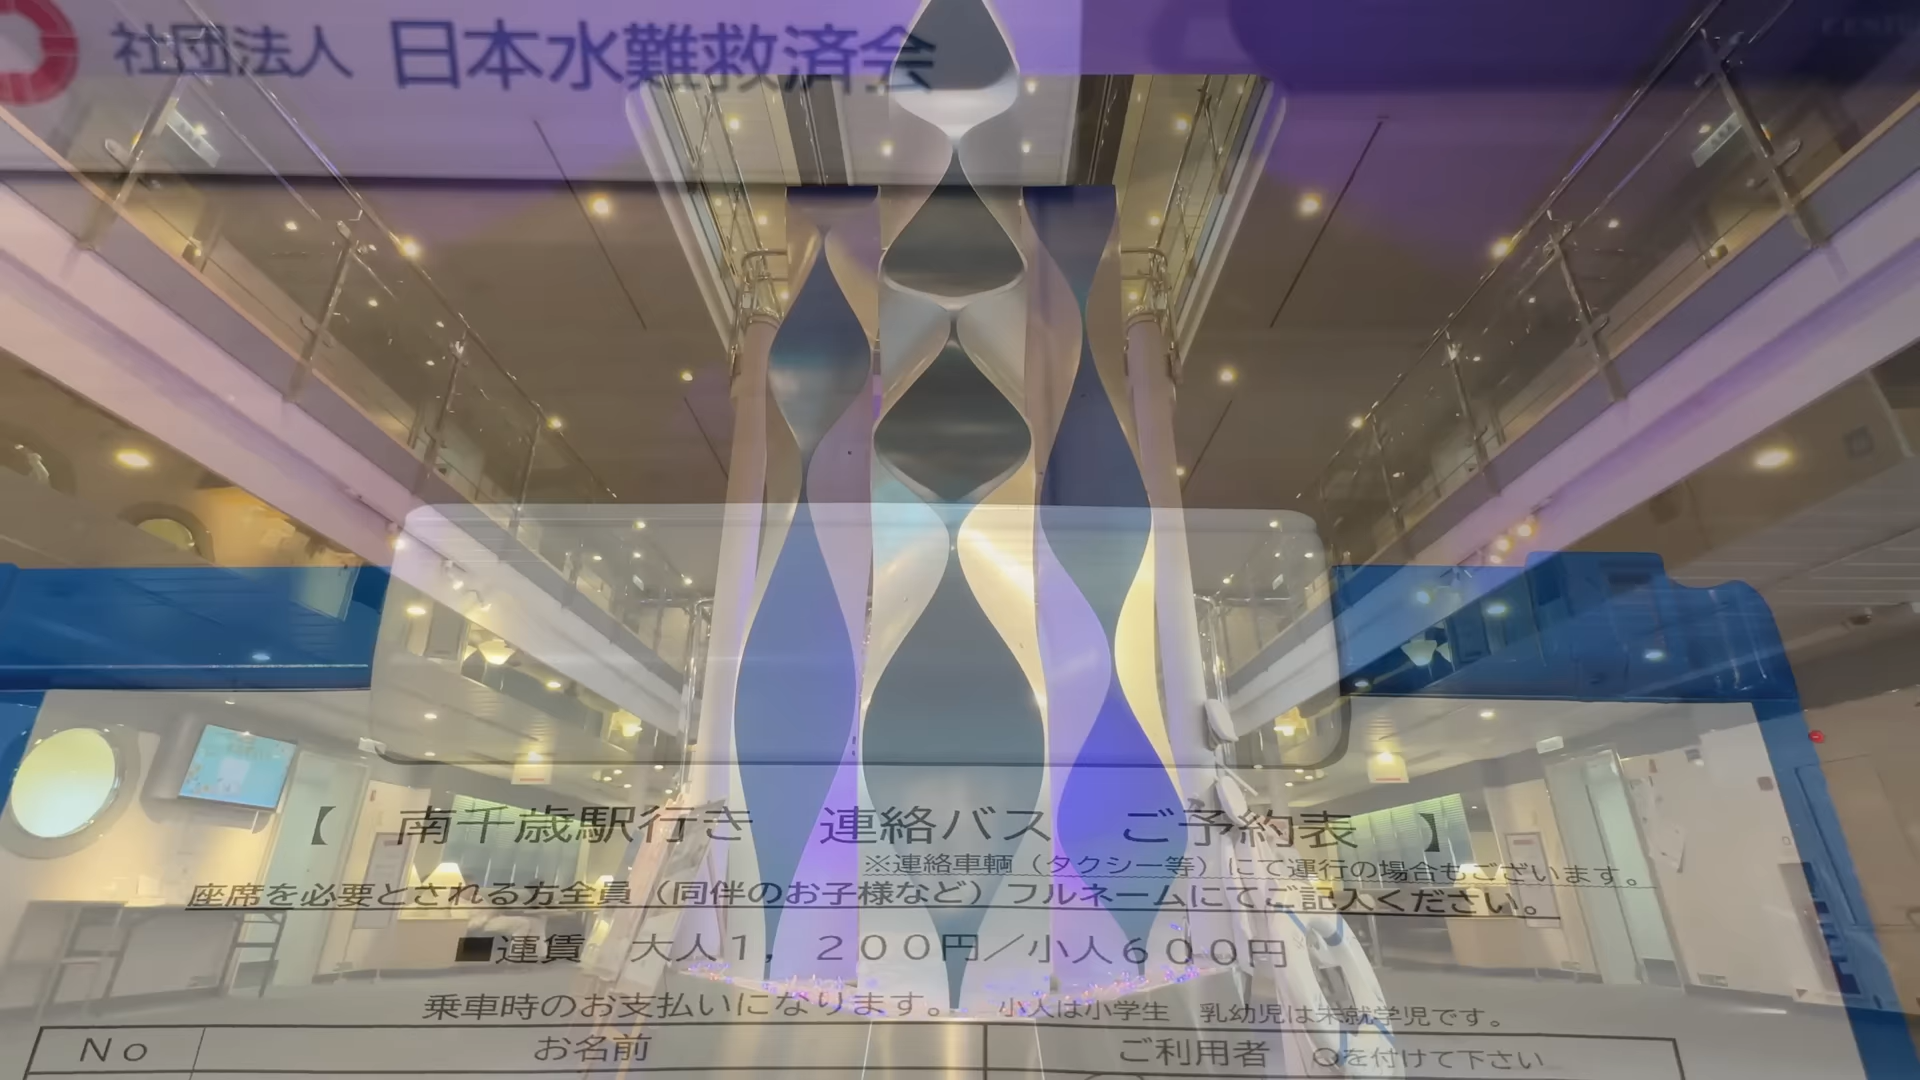 社団法人 日本水難救済会
【 南千歳駅行き 連絡バス ご予約表 】
※連絡車輌（タクシー等）にて運行の場合もございます。
座席を必要とされる方全員（同伴のお子様など）フルネームにてご記入ください。
■運賃 大人１，２００円／小人６００円
乗車時のお支払いになります。 小人は小学生 乳幼児は未就学児です。
Ｎｏ お名前 ご利用者 ○を付けて下さい